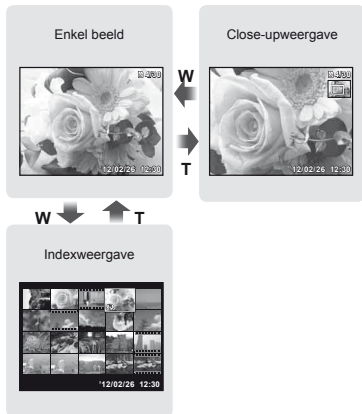 Enkel beeld
Close-upweergave
4/30
12/02/26 12:30
W
T
4/30
12/02/26 12:30
W
T
Indexweergave
'12/02/26 12:30